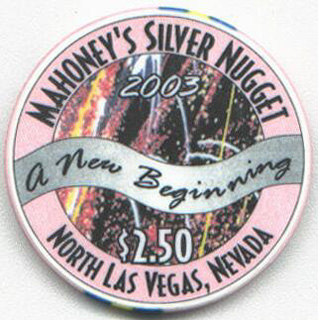 MAHONEY'S SILVER NUGGET
2003
A New Beginning
$2.50
NORTH LAS VEGAS, NEVADA